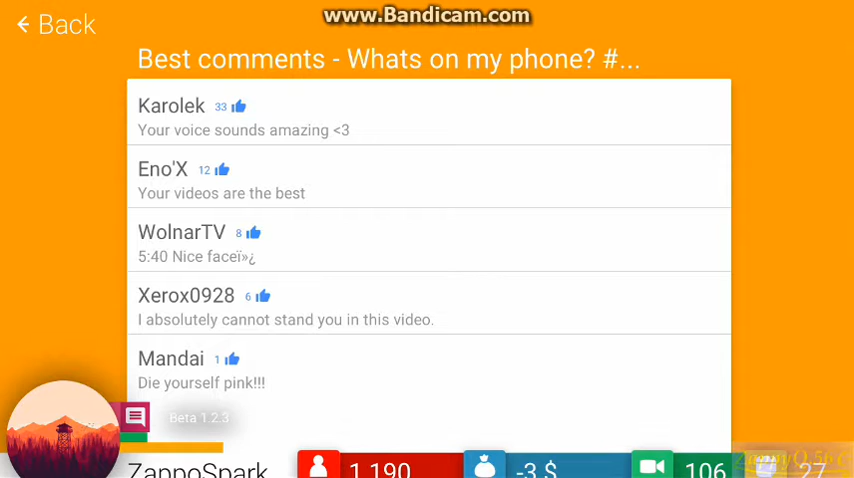 www.Bandicam.com
Back
Best comments - Whats on my phone? #...
Karolek 33
Your voice sounds amazing <3
Eno'X 12
Your videos are the best
WolnarTV 8
5:40 Nice faceï»¿
Xerox0928 6
I absolutely cannot stand you in this video.
Mandai 1
Die yourself pink!!!
Beta 1.2.3
ZappoSpark 1 190 -3 $ 106 27